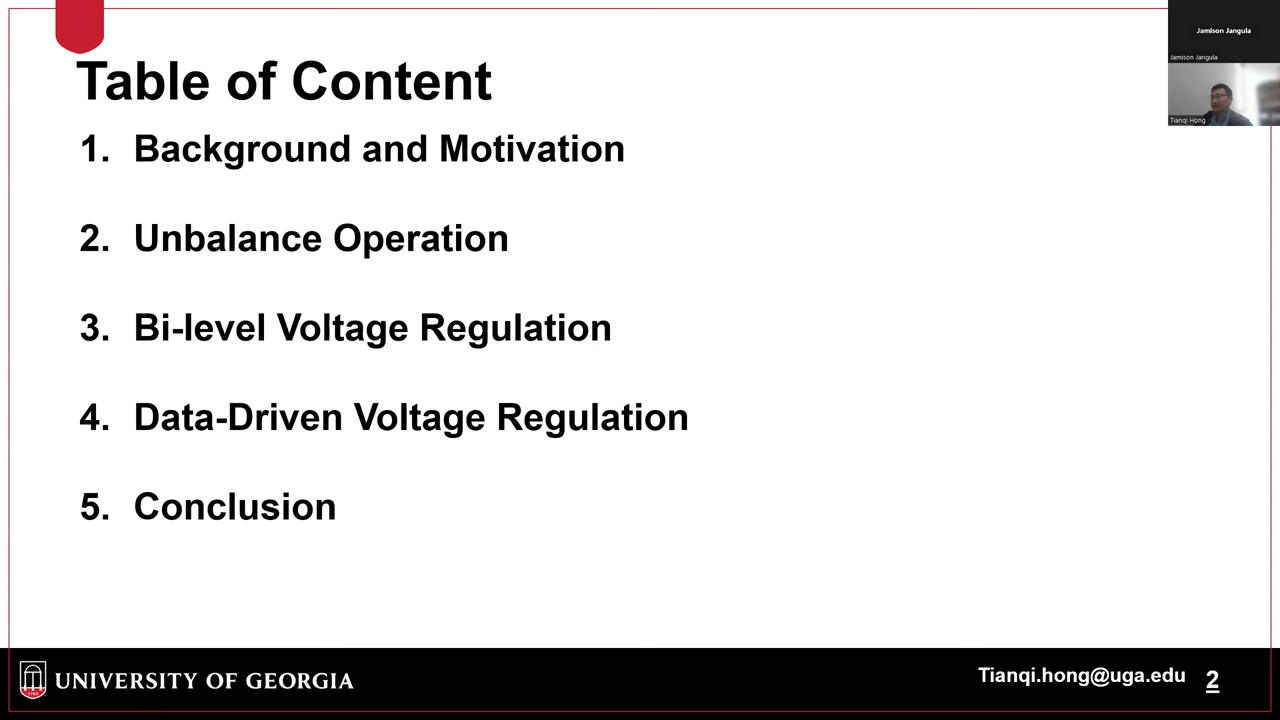 Table of Content
1. Background and Motivation
2. Unbalance Operation
3. Bi-level Voltage Regulation
4. Data-Driven Voltage Regulation
5. Conclusion
Jamison Jangula
Jamison Jangula
Tianqi Hong
1785
UNIVERSITY OF GEORGIA
Tianqi.hong@uga.edu 2